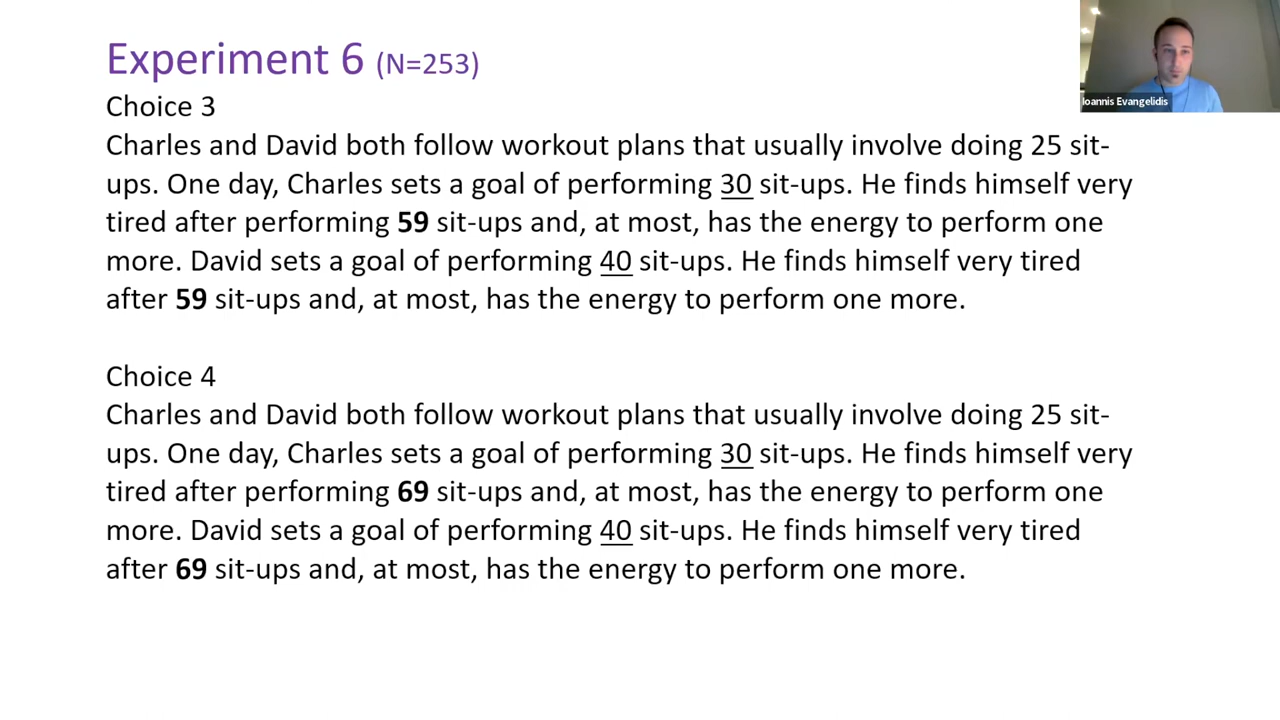 Experiment 6 (N=253)
Ioannis Evangelidis
Choice 3
Charles and David both follow workout plans that usually involve doing 25 sit-
ups. One day, Charles sets a goal of performing 30 sit-ups. He finds himself very
tired after performing 59 sit-ups and, at most, has the energy to perform one
more. David sets a goal of performing 40 sit-ups. He finds himself very tired
after 59 sit-ups and, at most, has the energy to perform one more.
Choice 4
Charles and David both follow workout plans that usually involve doing 25 sit-
ups. One day, Charles sets a goal of performing 30 sit-ups. He finds himself very
tired after performing 69 sit-ups and, at most, has the energy to perform one
more. David sets a goal of performing 40 sit-ups. He finds himself very tired
after 69 sit-ups and, at most, has the energy to perform one more.